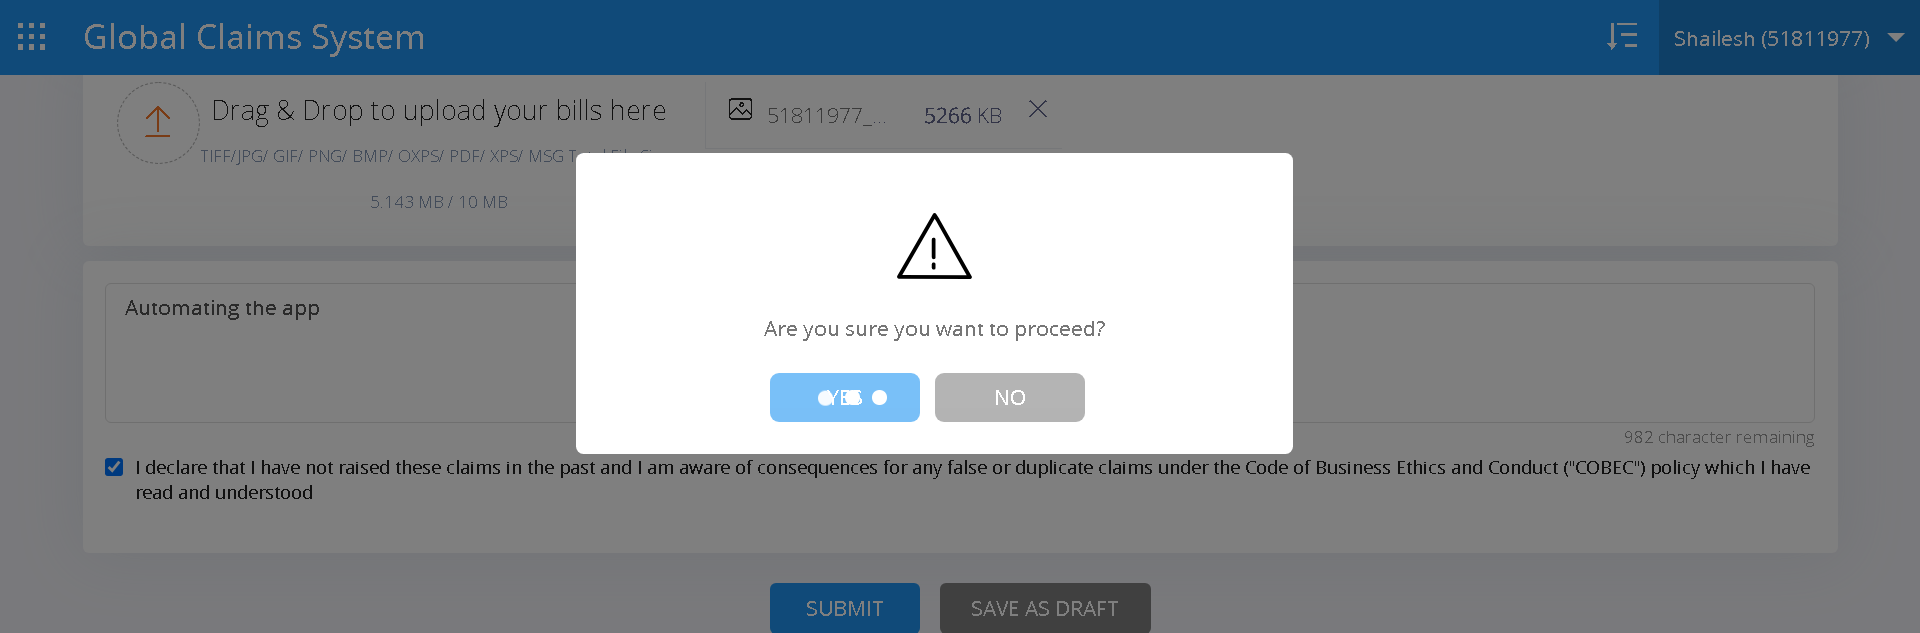 Global Claims System
Shailesh (51811977)
Drag & Drop to upload your bills here
51811977_...
5266 KB
TIFF/JPG/ GIF/ PNG/ BMP/ OXPS/ PDF/ XPS/ MSG
5.143 MB / 10 MB
Automating the app
Are you sure you want to proceed?
YES
NO
982 character remaining
I declare that I have not raised these claims in the past and I am aware of consequences for any false or duplicate claims under the Code of Business Ethics and Conduct ("COBEC") policy which I have
read and understood
SUBMIT
SAVE AS DRAFT